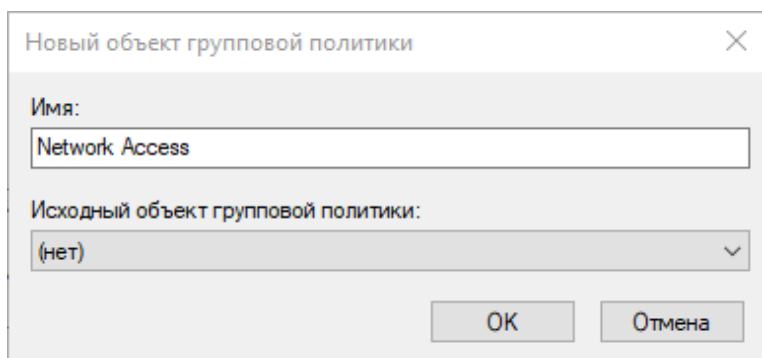 Новый объект групповой политики
Имя:
Network Access
Исходный объект групповой политики:
(нет)
OK
Отмена